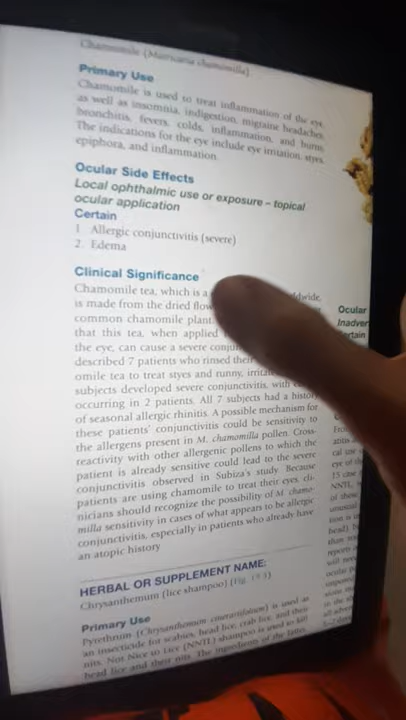 Chamomile (Matricaria chamomilla)
Primary Use
Chamomile is used to treat inflammation of the eye,
as well as insomnia, indigestion, migraine headaches,
bronchitis, fevers, colds, inflammation, and burns.
The indications for the eye include eye irritation, styes,
epiphora, and inflammation.
Ocular Side Effects
Local ophthalmic use or exposure – topical
ocular application
Certain
1. Allergic conjunctivitis (severe)
2. Edema
Clinical Significance
Chamomile tea, which is a
is made from the dried
common chamomile plant.
that this tea, when applied
the eye, can cause a severe
described 7 patients who rinsed their
omile tea to treat styes and runny,
subjects developed severe conjunctivitis, with
occurring in 2 patients. All 7 subjects had a history
of seasonal allergic rhinitis. A possible mechanism for
these patients' conjunctivitis could be sensitivity to
the allergens present in M. chamomilla pollen. Cross-
reactivity with other allergenic pollens to which the
patient is already sensitive could lead to the severe
conjunctivitis observed in Subiza's study. Because
patients are using chamomile to treat their eyes, cli-
nicians should recognize the possibility of M. chamo-
milla sensitivity in cases of what appears to be allergic
conjunctivitis, especially in patients who already have
an atopic history
HERBAL OR SUPPLEMENT NAME:
Chrysanthemum (lice shampoo)
Primary Use
Pyrethrum (Chrysanthemum cinerariifolium) is used as
an insecticide for scabies, head lice, crab lice, and their
nits. Not Nice to Lice (NNTL) shampoo is used to kill
head lice and their nits. The ingredients of the latter
Ocular